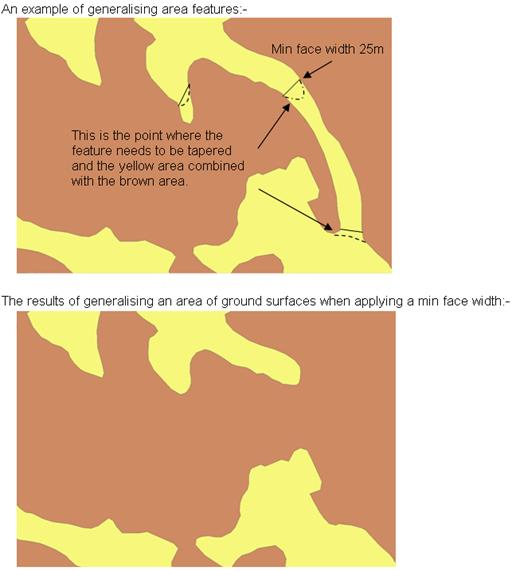 An example of generalising area features:-
Min face width 25m
This is the point where the
feature needs to be tapered
and the yellow area combined
with the brown area.
The results of generalising an area of ground surfaces when applying a min face width:-